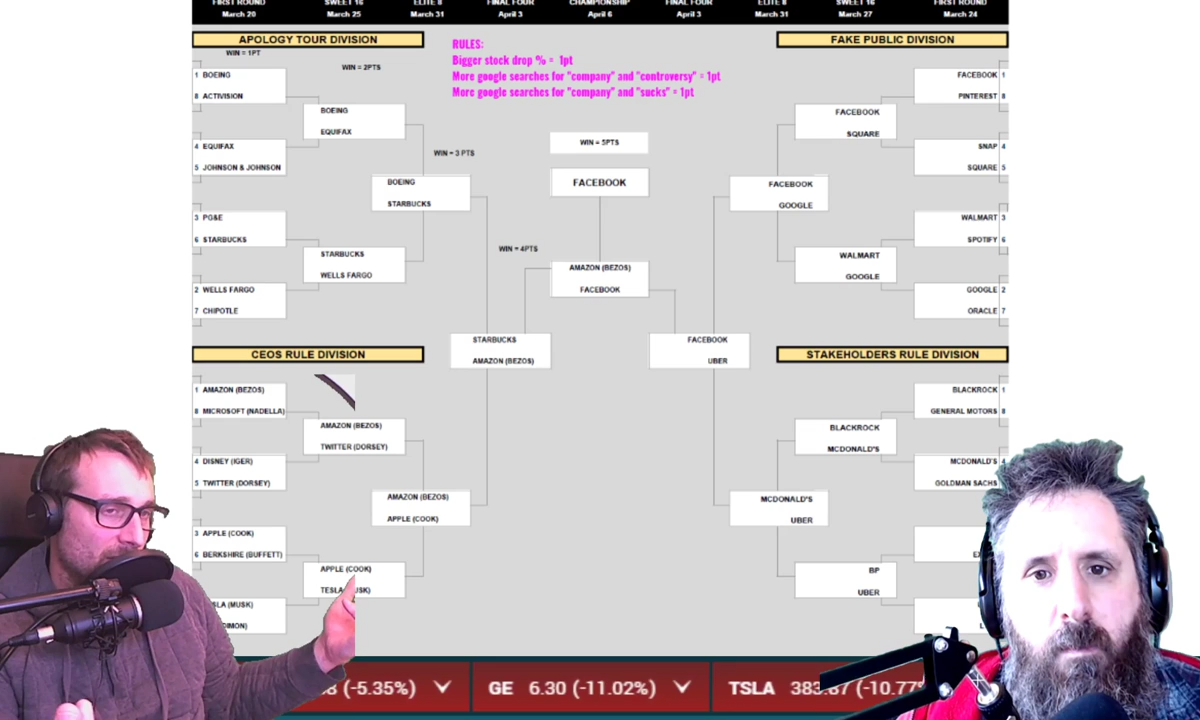 FIRST ROUND SWEET 16 ELITE 8 FINAL FOUR CHAMPIONSHIP FINAL FOUR ELITE 8 SWEET 16 FIRST ROUND
March 20 March 25 March 31 April 3 April 6 April 3 March 31 March 27 March 24
APOLOGY TOUR DIVISION
WIN = 1PT
WIN = 2PTS
1 BOEING
8 ACTIVISION
BOEING
EQUIFAX
4 EQUIFAX
5 JOHNSON & JOHNSON
WIN = 3 PTS
BOEING
STARBUCKS
3 PG&E
6 STARBUCKS
STARBUCKS
WELLS FARGO
2 WELLS FARGO
7 CHIPOTLE
RULES:
Bigger stock drop % = 1pt
More google searches for "company" and "controversy" = 1pt
More google searches for "company" and "sucks" = 1pt
WIN = 5PTS
FACEBOOK
WIN = 4PTS
AMAZON (BEZOS)
FACEBOOK
STARBUCKS
AMAZON (BEZOS)
FACEBOOK
UBER
FAKE PUBLIC DIVISION
FACEBOOK 1
PINTEREST 8
FACEBOOK
SQUARE
SNAP 4
SQUARE 5
FACEBOOK
GOOGLE
WALMART 3
SPOTIFY 6
WALMART
GOOGLE
GOOGLE 2
ORACLE 7
CEOS RULE DIVISION
1 AMAZON (BEZOS)
8 MICROSOFT (NADELLA)
AMAZON (BEZOS)
TWITTER (DORSEY)
4 DISNEY (IGER)
5 TWITTER (DORSEY)
AMAZON (BEZOS)
APPLE (COOK)
3 APPLE (COOK)
6 BERKSHIRE (BUFFETT)
APPLE (COOK)
(MUSK)
STAKEHOLDERS RULE DIVISION
BLACKROCK 1
GENERAL MOTORS 8
BLACKROCK
MCDONALD'S
MCDONALD'S 4
GOLDMAN SACHS
MCDONALD'S
UBER
BP
UBER
(-5.35%) GE 6.30 (-11.02%) TSLA